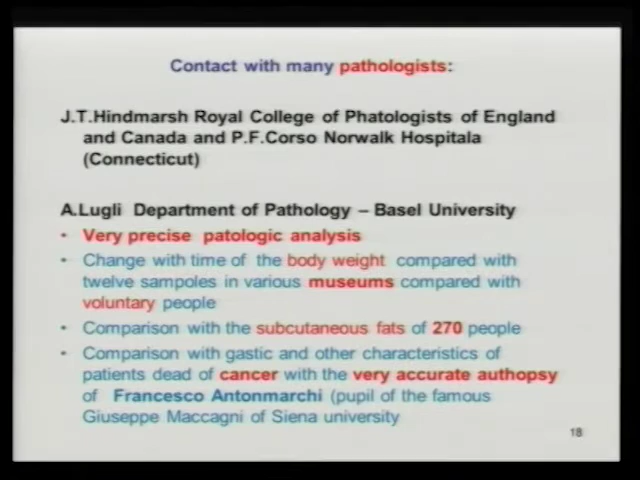 Contact with many pathologists:
J.T.Hindmarsh Royal College of Phatologists of England
and Canada and P.F.Corso Norwalk Hospitala
(Connecticut)
A.Lugli Department of Pathology – Basel University
• Very precise patologic analysis
• Change with time of the body weight compared with
twelve sampoles in various museums compared with
voluntary people
• Comparison with the subcutaneous fats of 270 people
• Comparison with gastic and other characteristics of
patients dead of cancer with the very accurate authopsy
of Francesco Antonmarchi (pupil of the famous
Giuseppe Maccagni of Siena university
18